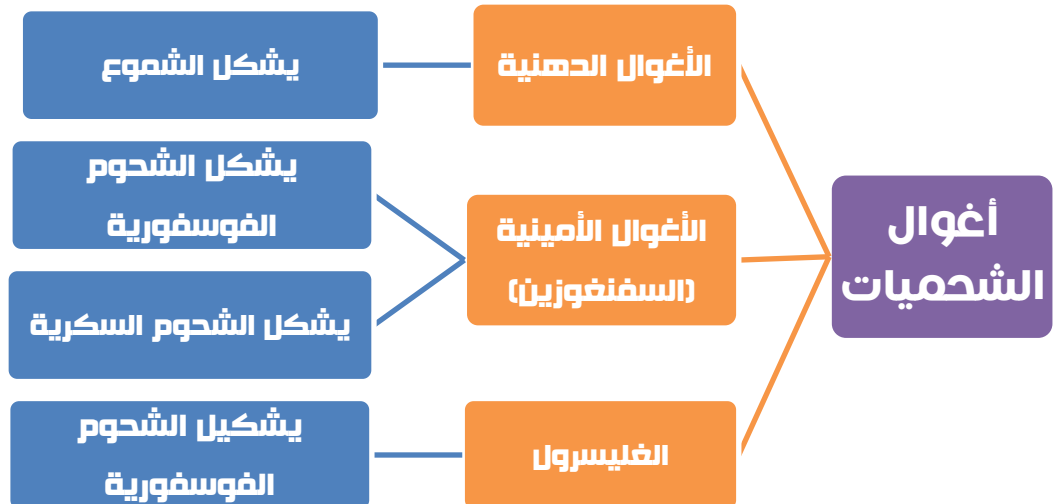 أغوال
الشحميات
الأغوال الدهنية
يشكل الشموع
الأغوال الأمينية
(السفنغوزين)
يشكل الشحوم
الفوسفورية
يشكل الشحوم السكرية
الغليسرول
يشكيل الشحوم
الفوسفورية